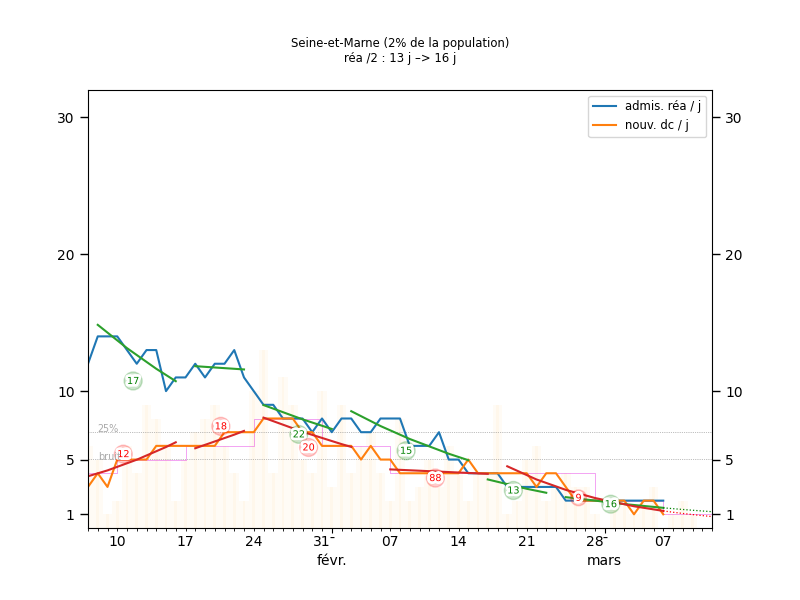 Seine-et-Marne (2% de la population)
réa /2 : 13 j –> 16 j
admis. réa / j
nouv. dc / j
30 30
20 20
10 10
5 5
1 1
25%
17
12
18
22
20
15
88
13
9
16
10 17 24 31 07 14 21 28 07
févr. mars